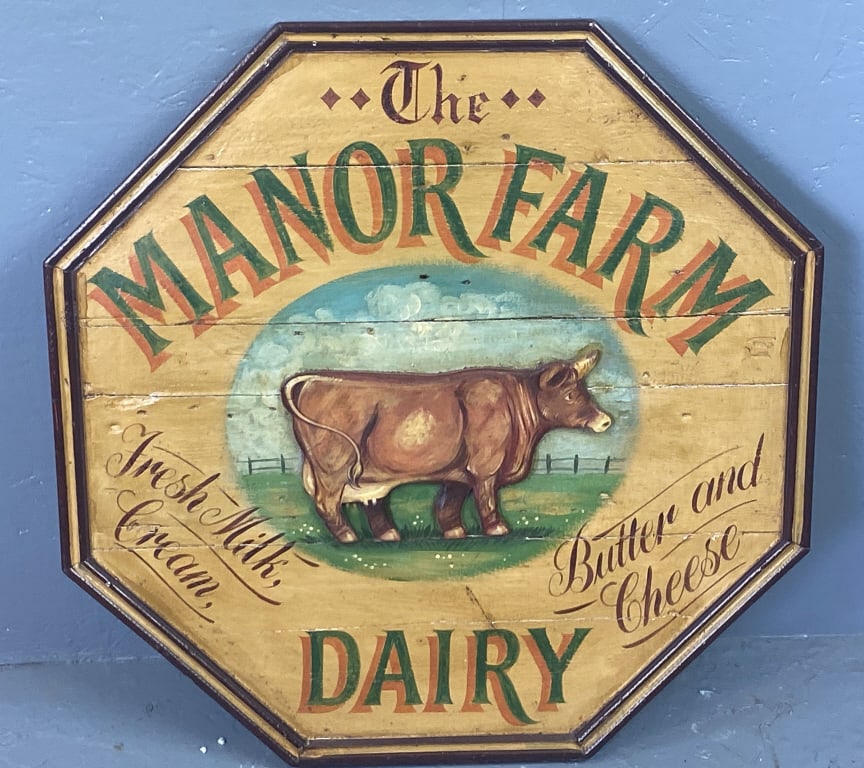 The
MANOR FARM
Fresh Milk,
Cream,
Butter and
Cheese
DAIRY